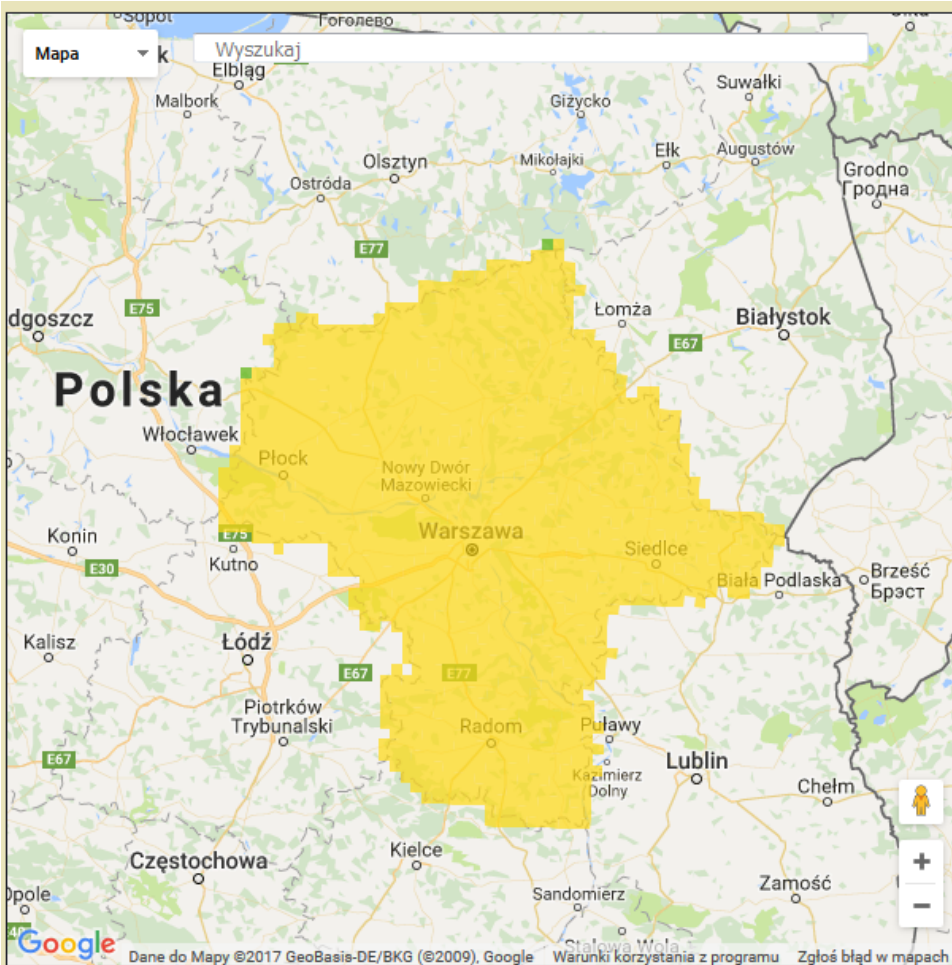 Sopot
Гоголево
Mapa
Wyszukaj
Elbląg
Suwałki
Malbork
Giżycko
Olsztyn
Mikołajki
Ełk
Augustów
Ostróda
Grodno
Гродна
E77
E75
Łomża
Białystok
dgoszcz
E67
Polska
Włocławek
Płock
Nowy Dwór
Mazowiecki
Warszawa
Konin
E75
Siedlce
Kutno
E30
Biała Podlaska
Brześć
Брэст
Kalisz
Łódź
E67
E77
Piotrków
Trybunalski
Radom
Puławy
E67
Lublin
Kazimierz
Dolny
Chełm
Kielce
Częstochowa
Zamość
Opole
Sandomierz
Stalowa Wola
Google
Dane do Mapy ©2017 GeoBasis-DE/BKG (©2009), Google Warunki korzystania z programu Zgłoś błąd w mapach